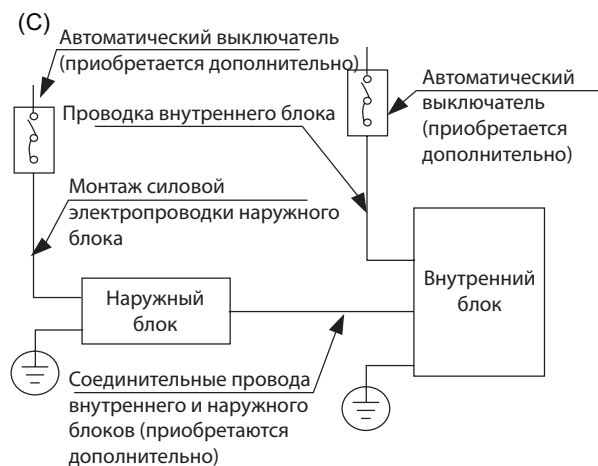 (C)
Автоматический выключатель
(приобретается дополнительно)
Автоматический
выключатель
(приобретается
дополнительно)
Проводка внутреннего блока
Монтаж силовой
электропроводки наружного
блока
Наружный
блок
Внутренний
блок
Соединительные провода
внутреннего и наружного
блоков (приобретаются
дополнительно)